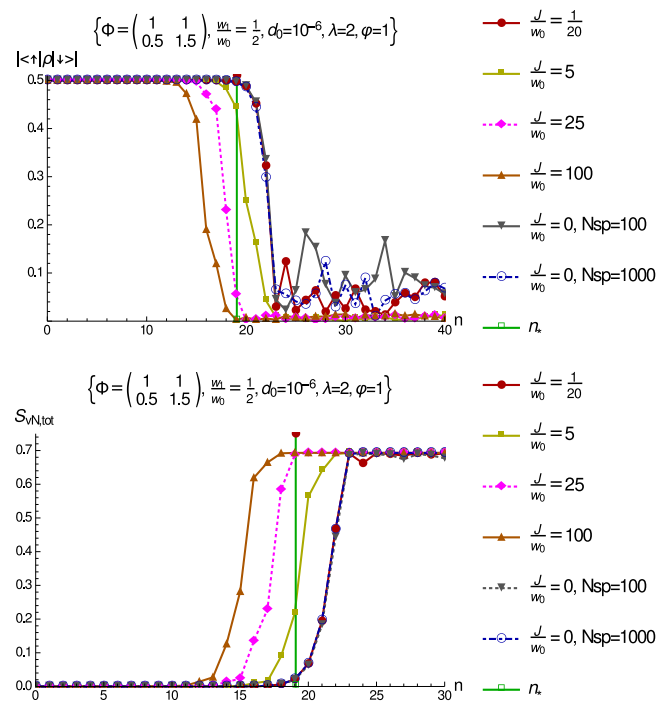 {Φ=(1 1 0.5 1.5), w₁/w₀=1/2, d₀=10⁻⁶, λ=2, φ=1}
|<↑|ρ|↓>|
0.5
0.4
0.3
0.2
0.1
0 10 20 30 40 n
J/w₀=1/20
J/w₀=5
J/w₀=25
J/w₀=100
J/w₀=0, Nsp=100
J/w₀=0, Nsp=1000
n*
{Φ=(1 1 0.5 1.5), w₁/w₀=1/2, d₀=10⁻⁶, λ=2, φ=1}
SvN,tot
0.7
0.6
0.5
0.4
0.3
0.2
0.1
0.0
0 5 10 15 20 25 30 n
J/w₀=1/20
J/w₀=5
J/w₀=25
J/w₀=100
J/w₀=0, Nsp=100
J/w₀=0, Nsp=1000
n*